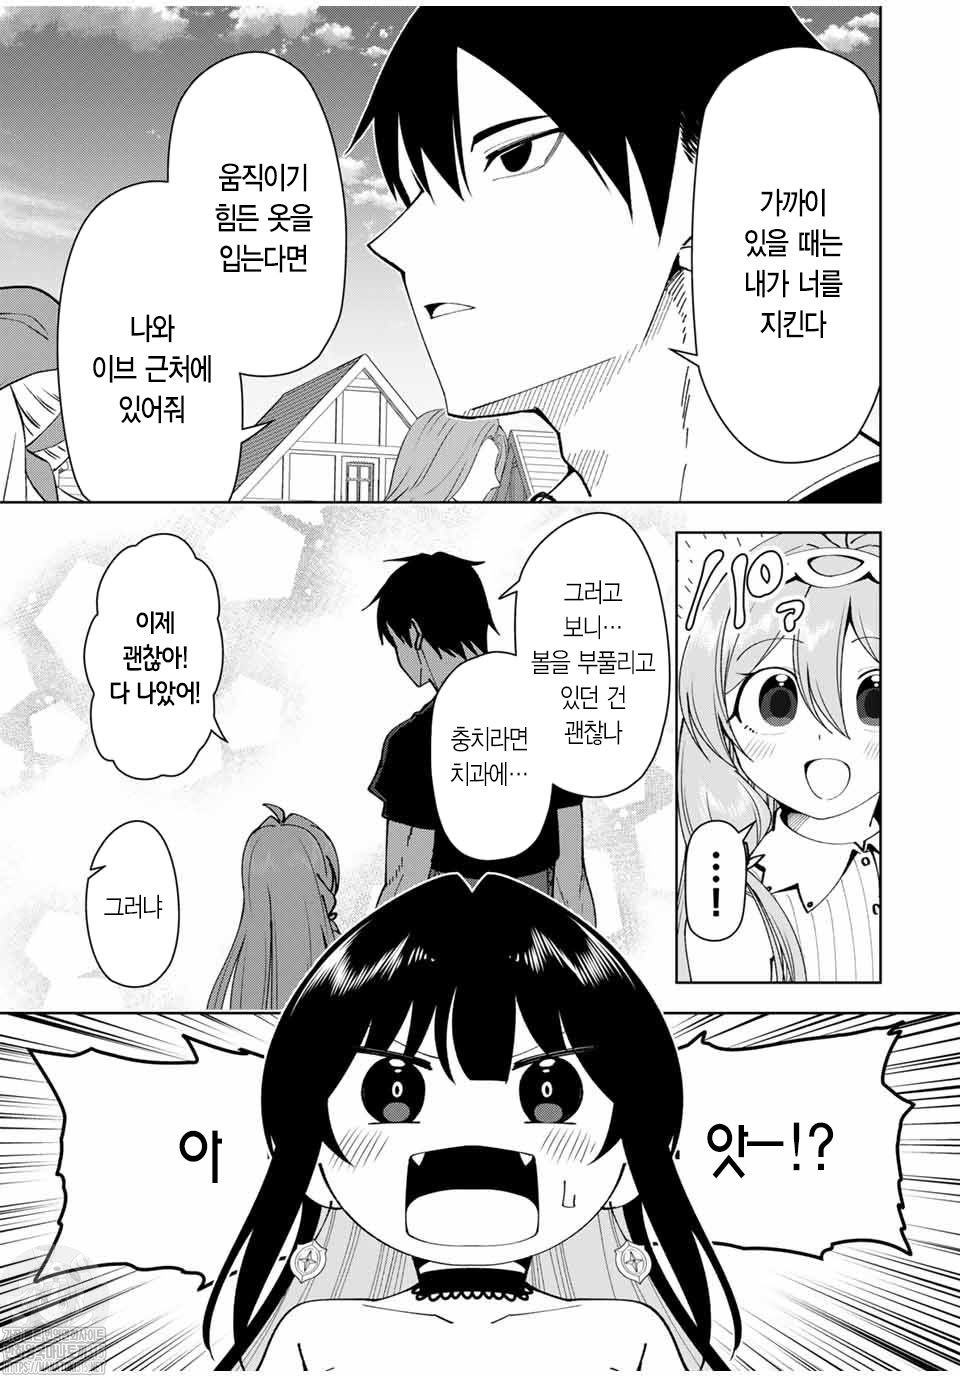 가까이
있을 때는
내가 너를
지킨다
움직이기
힘든 옷을
입는다면
나와
이브 근처에
있어줘
…!
그러고
보니…
볼을 부풀리고
있던 건
괜찮나
충치라면
치과에…
이제
괜찮아!
다 나았어!
그러냐
아
앗ー!?